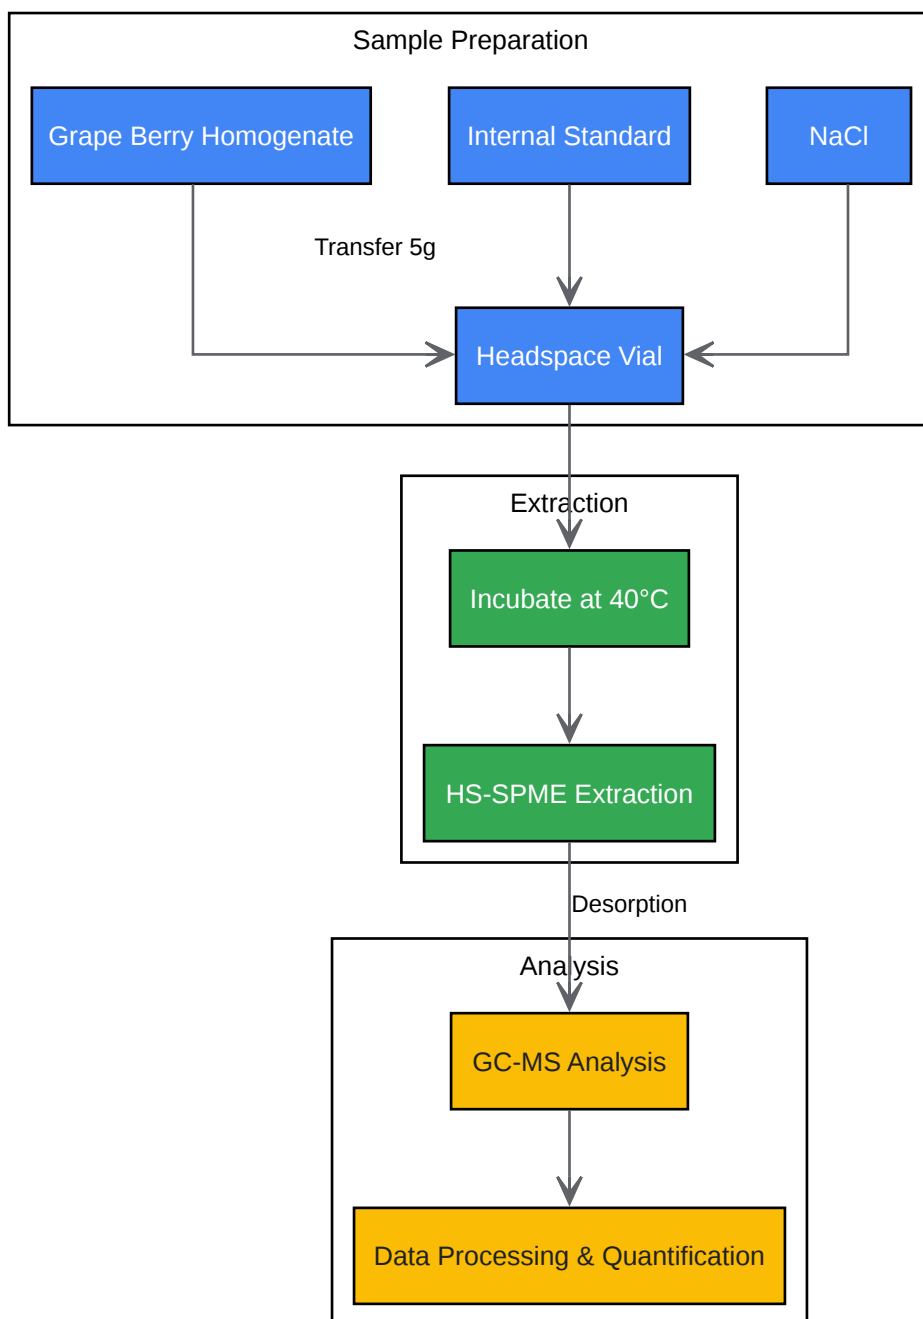 Sample Preparation
Grape Berry Homogenate
Internal Standard
NaCl
Transfer 5g
Headspace Vial
Extraction
Incubate at 40°C
HS-SPME Extraction
Desorption
Analysis
GC-MS Analysis
Data Processing & Quantification